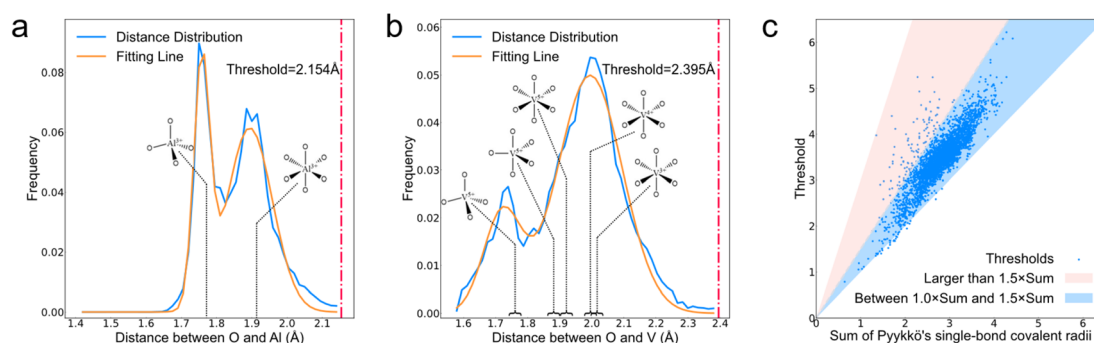 a
Distance Distribution
Fitting Line
Threshold=2.154Å
Frequency
0.08
0.06
0.04
0.02
0.00
O
O
Al³⁺
O
O
O
O
O
Al³⁺
O
O
O
1.4
1.5
1.6
1.7
1.8
1.9
2.0
2.1
Distance between O and Al (Å)
b
Distance Distribution
Fitting Line
Threshold=2.395Å
Frequency
0.06
0.05
0.04
0.03
0.02
0.01
0.00
1.6
1.7
1.8
1.9
2.0
2.1
2.2
2.3
2.4
Distance between O and V (Å)
c
Threshold
6
5
4
3
2
1
0
0
1
2
3
4
5
6
Thresholds
Larger than 1.5×Sum
Between 1.0×Sum and 1.5×Sum
Sum of Pyykkö's single-bond covalent radii